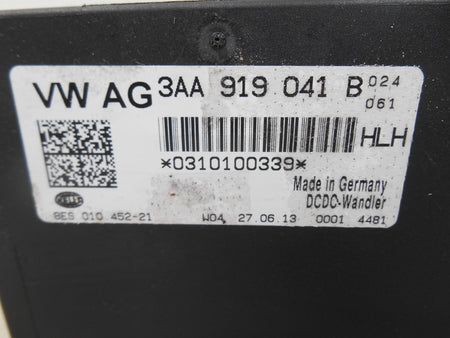 VW AG 3AA 919 041 B 024
061
HLH
*0310100339*
Made in Germany
DCDC-Wandler
HELLA
8ES 010 452-21 W04 27.06.13 0001 4481